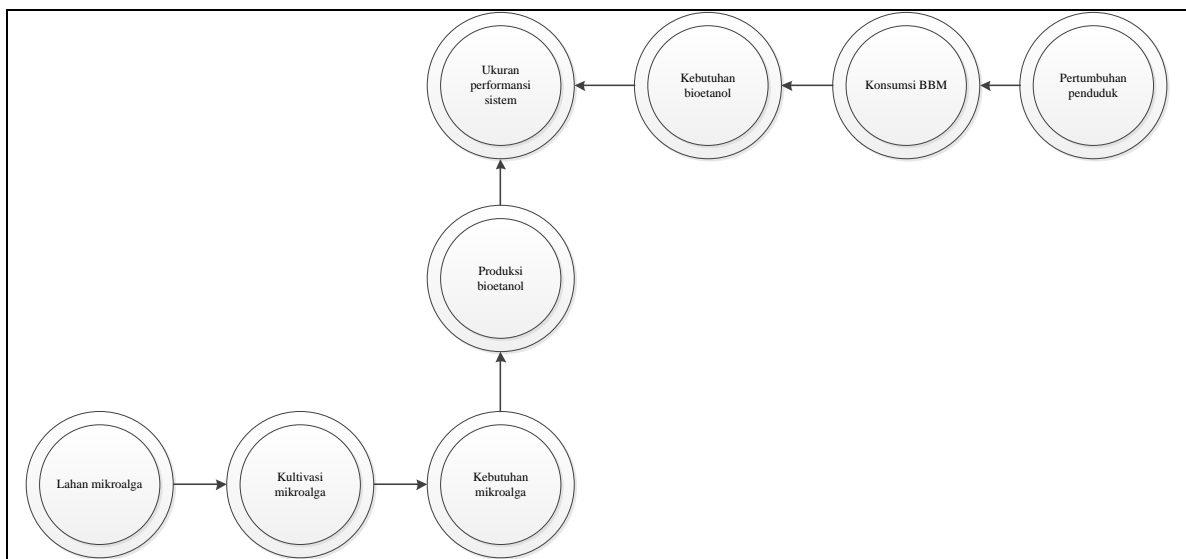 Ukuran
performansi
sistem
Kebutuhan
bioetanol
Konsumsi BBM
Pertumbuhan
penduduk
Produksi
bioetanol
Lahan mikroalga
Kultivasi
mikroalga
Kebutuhan
mikroalga